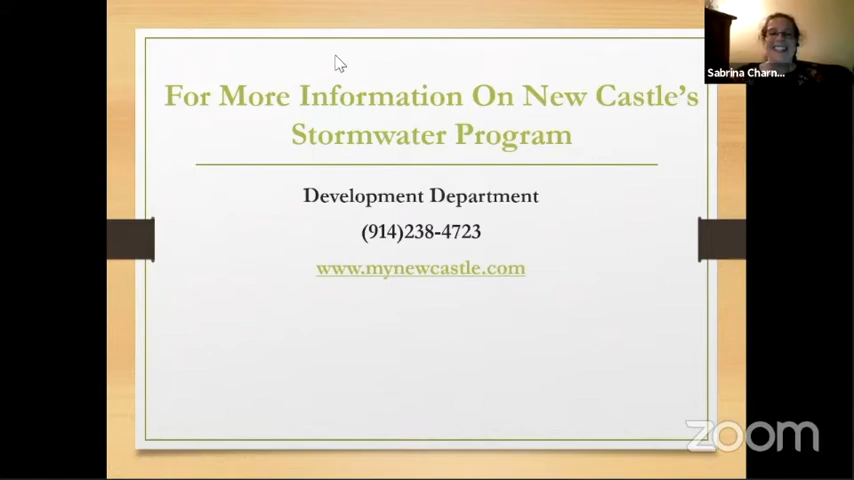 For More Information On New Castle's
Stormwater Program
Development Department
(914)238-4723
www.mynewcastle.com
Sabrina Charn...
zoom